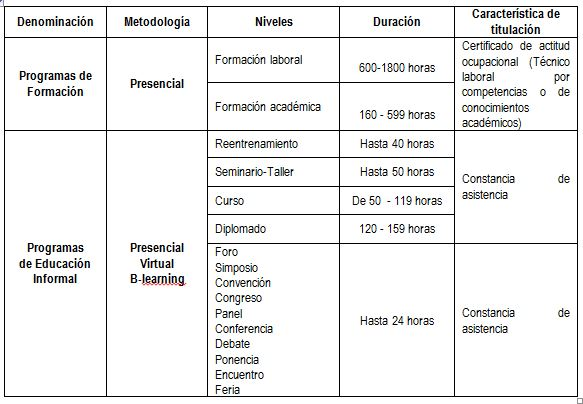 Denominación Metodología Niveles Duración Característica de
titulación
Programas de
Formación
Presencial
Formación laboral
600-1800 horas
Formación académica
160 - 599 horas
Certificado de actitud
ocupacional (Técnico
laboral por
competencias o de
conocimientos
académicos)
Programas
de Educación
Informal
Presencial
Virtual
B-learning
Reentrenamiento Hasta 40 horas
Seminario-Taller Hasta 50 horas
Curso De 50 - 119 horas
Diplomado 120 - 159 horas
Constancia de
asistencia
Foro
Simposio
Convención
Congreso
Panel
Conferencia
Debate
Ponencia
Encuentro
Feria
Hasta 24 horas
Constancia de
asistencia